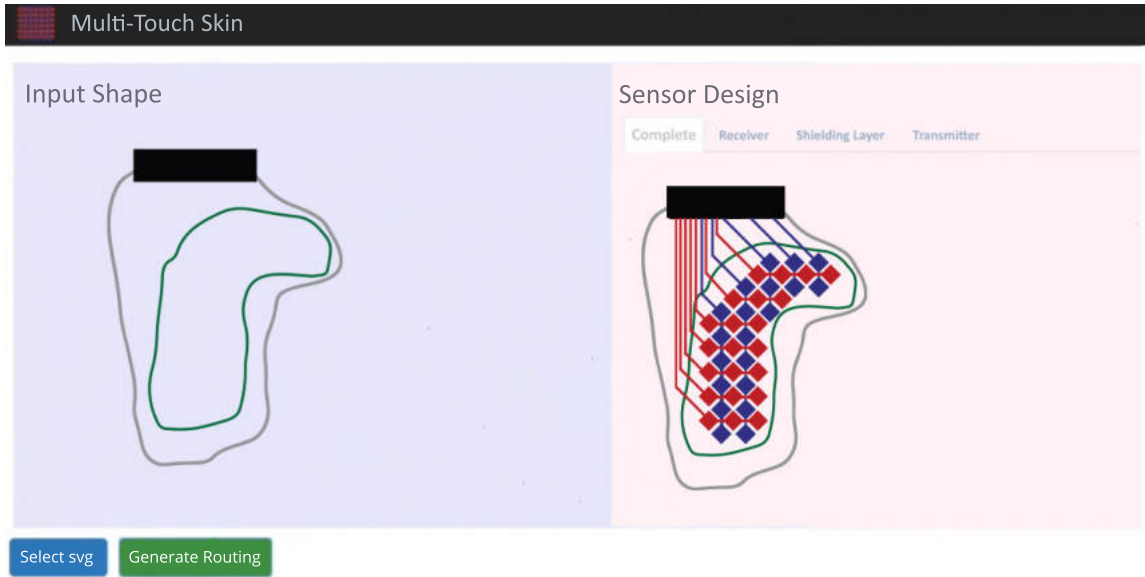 Multi-Touch Skin
Input Shape
Sensor Design
Complete Receiver Shielding Layer Transmitter
Select svg Generate Routing